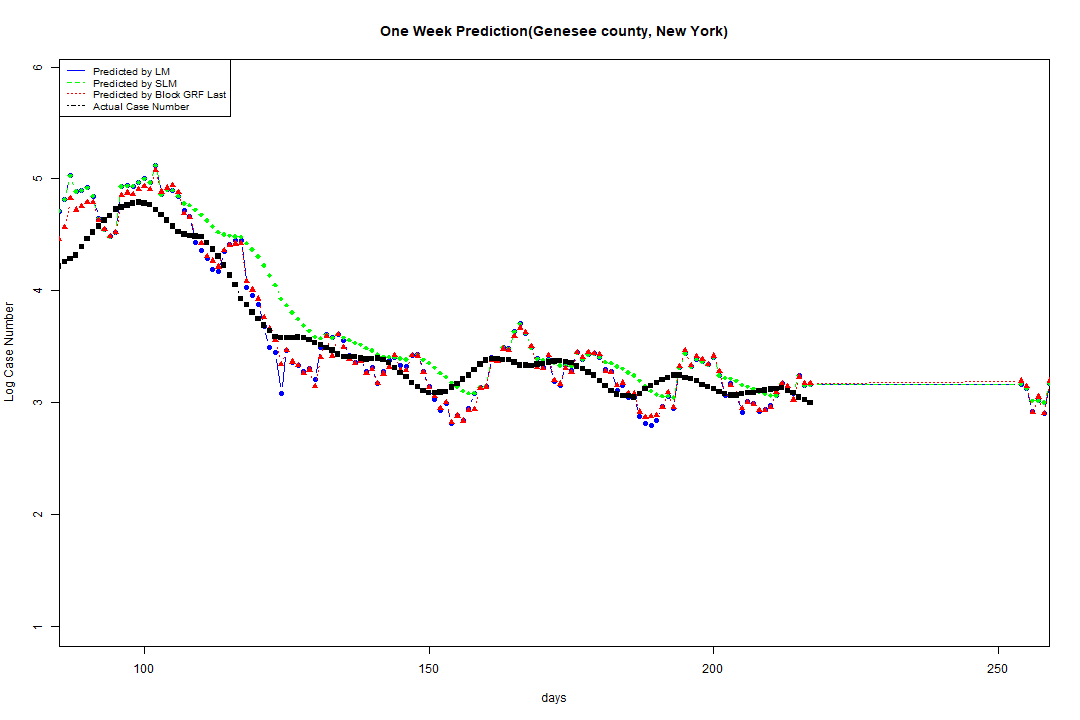 One Week Prediction(Genesee county, New York)
Predicted by LM
Predicted by SLM
Predicted by Block GRF Last
Actual Case Number
6
5
4
3
2
1
Log Case Number
100 150 200 250
days